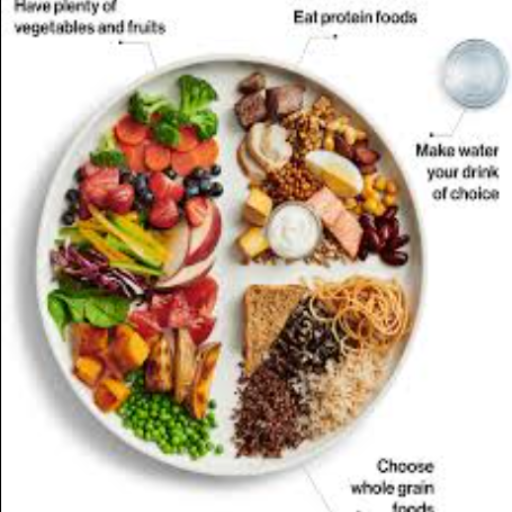 Have plenty of
vegetables and fruits
Eat protein foods
Make water
your drink
of choice
Choose
whole grain
foods